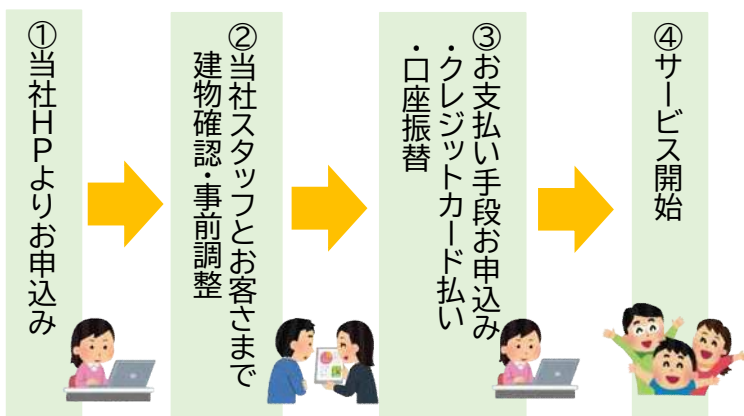 ①当社HPよりお申込み
②当社スタッフとお客さまで
建物確認・事前調整
③お支払い手段お申込み
・クレジットカード払い
・口座振替
④サービス開始